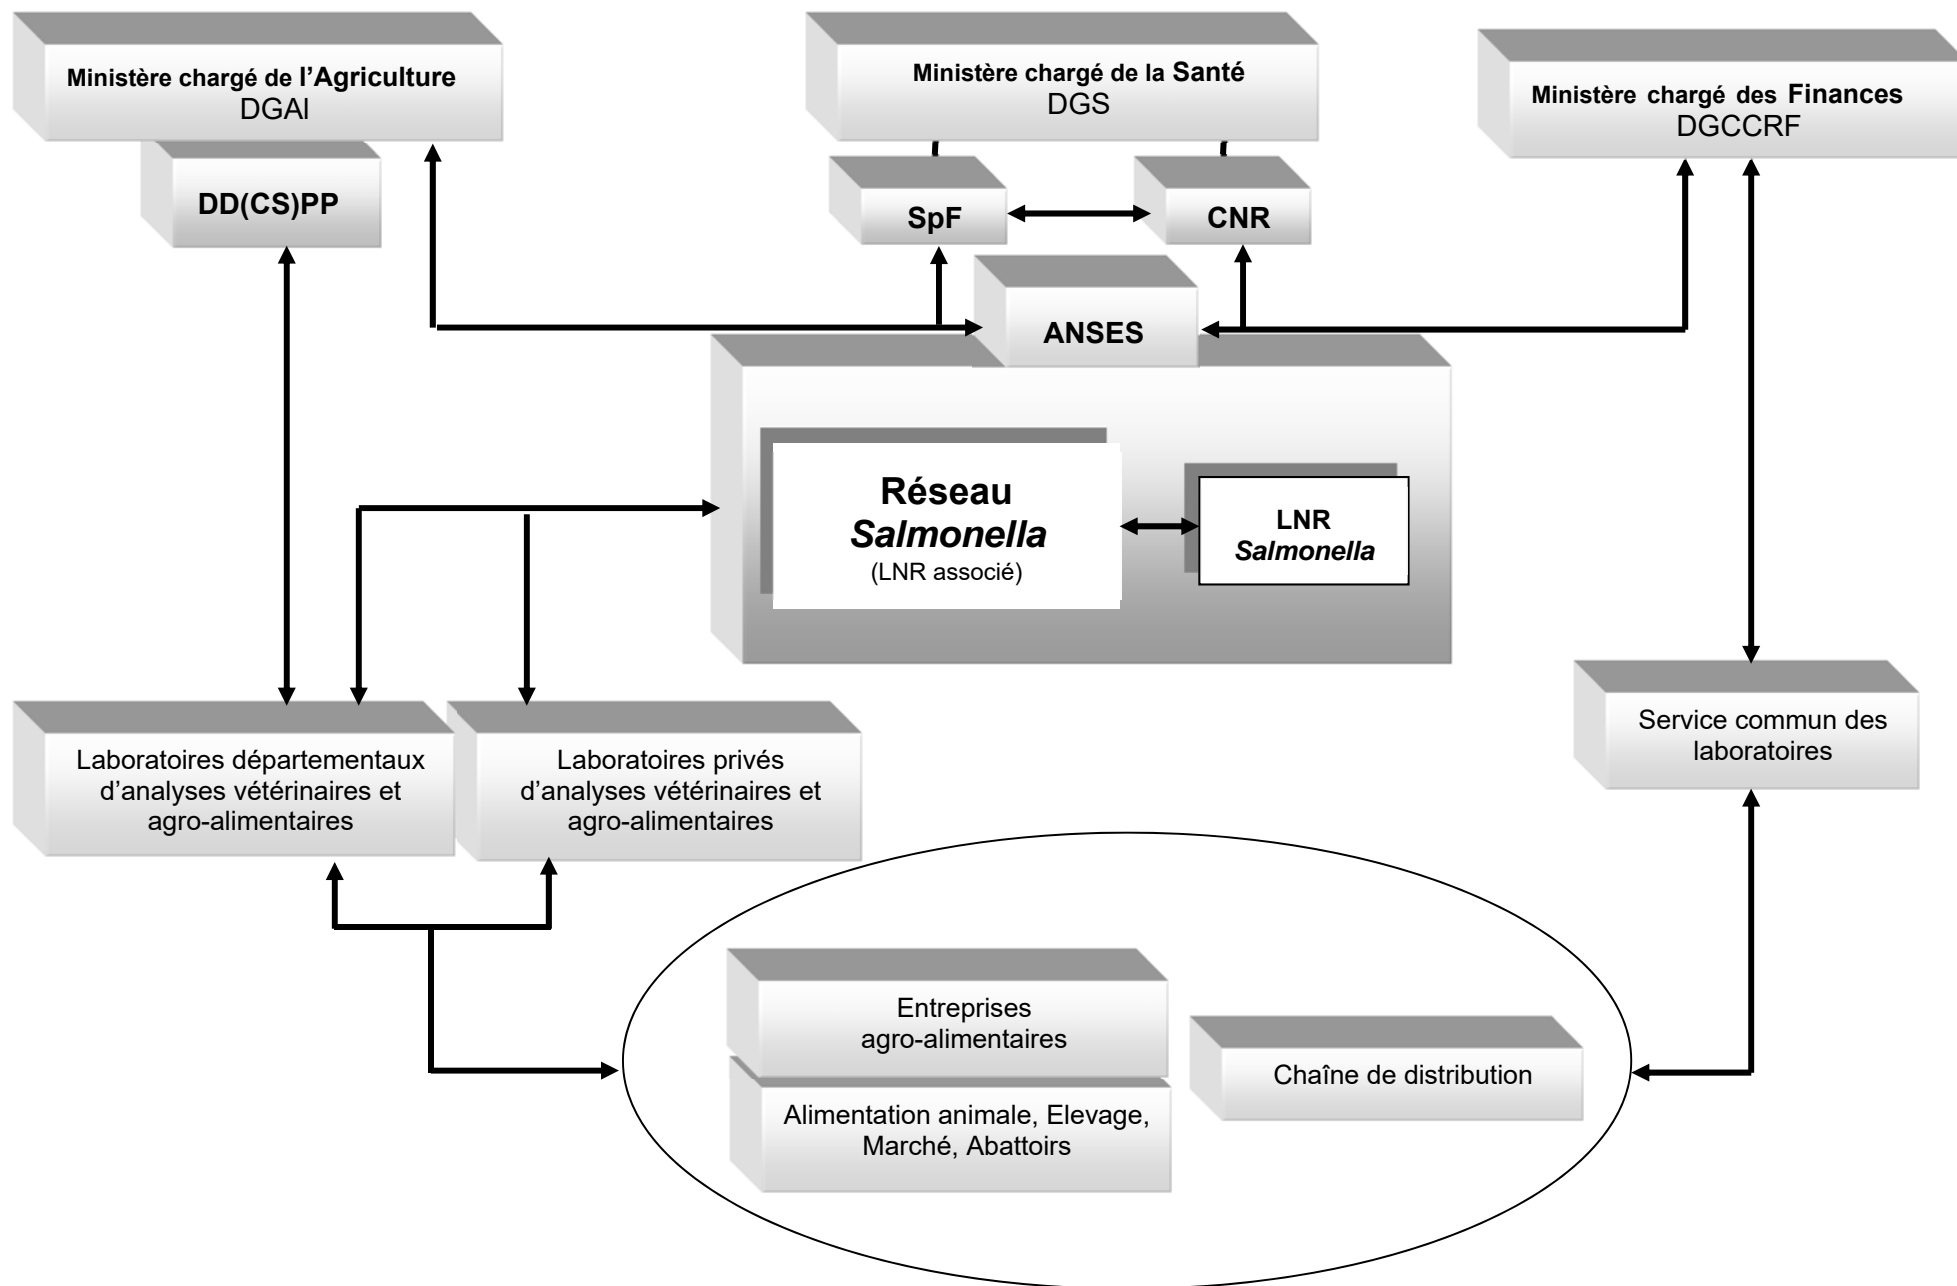 Ministère chargé de l’Agriculture
DGAl
DD(CS)PP
Ministère chargé de la Santé
DGS
SpF
CNR
Ministère chargé des Finances
DGCCRF
ANSES
Réseau
Salmonella
(LNR associé)
LNR
Salmonella
Laboratoires départementaux
d’analyses vétérinaires et
agro-alimentaires
Laboratoires privés
d’analyses vétérinaires et
agro-alimentaires
Service commun des
laboratoires
Entreprises
agro-alimentaires
Alimentation animale, Elevage,
Marché, Abattoirs
Chaîne de distribution